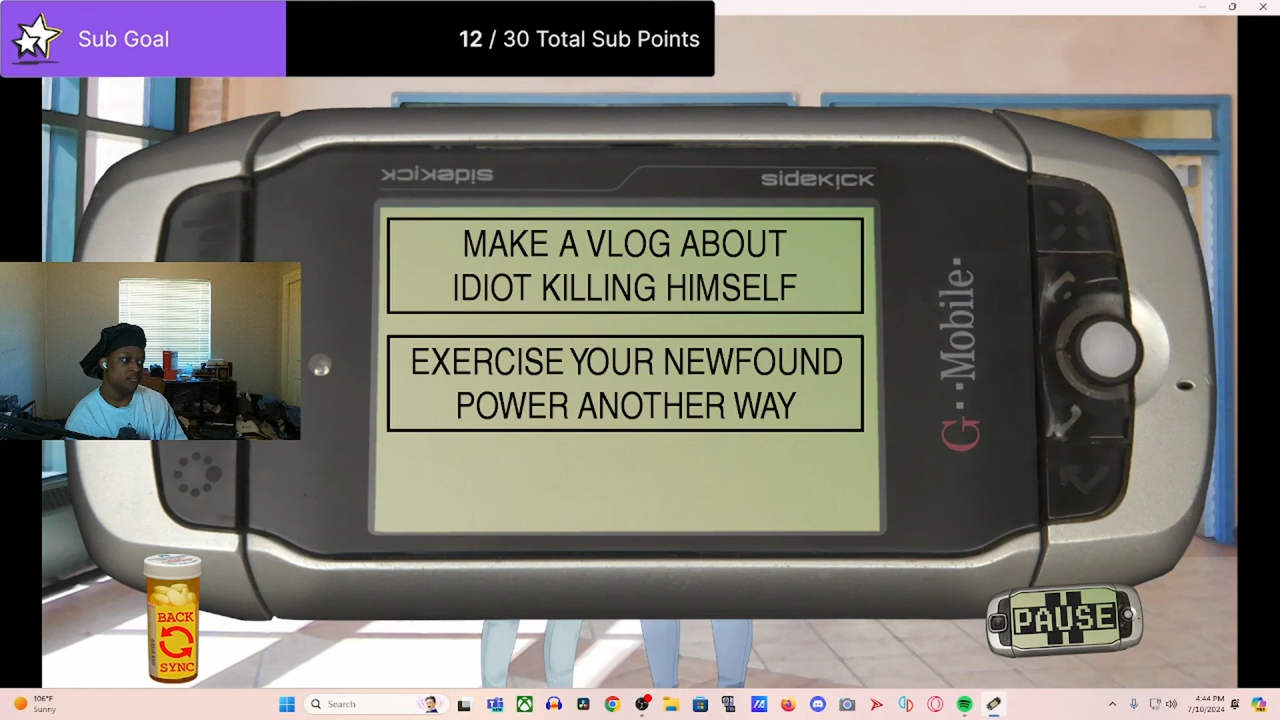 Sub Goal
12 / 30 Total Sub Points
sidekick
sidekick
MAKE A VLOG ABOUT
IDIOT KILLING HIMSELF
EXERCISE YOUR NEWFOUND
POWER ANOTHER WAY
G··Mobile·
BACK
SYNC
PAUSE
106°F
Sunny
Search
4:44 PM
7/10/2024